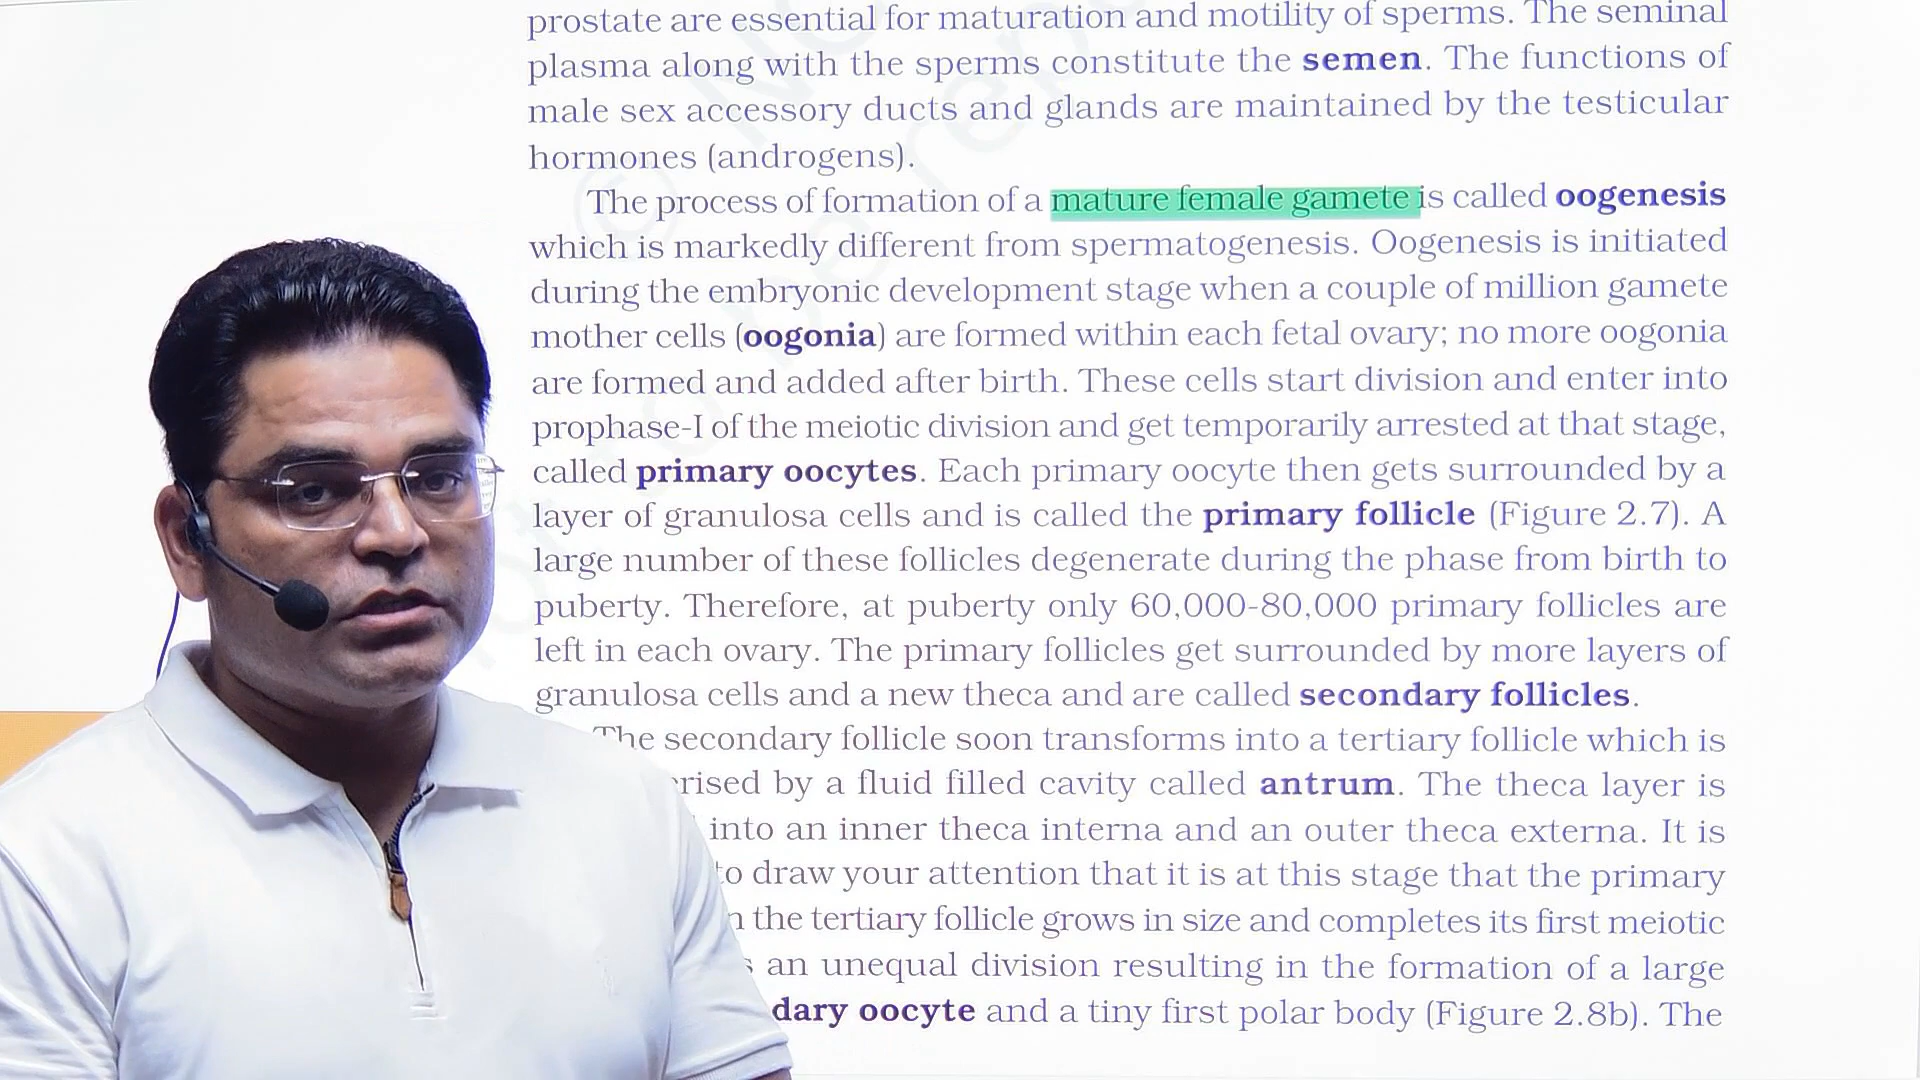 prostate are essential for maturation and motility of sperms. The seminal
plasma along with the sperms constitute the semen. The functions of
male sex accessory ducts and glands are maintained by the testicular
hormones (androgens).
The process of formation of a mature female gamete is called oogenesis
which is markedly different from spermatogenesis. Oogenesis is initiated
during the embryonic development stage when a couple of million gamete
mother cells (oogonia) are formed within each fetal ovary; no more oogonia
are formed and added after birth. These cells start division and enter into
prophase-I of the meiotic division and get temporarily arrested at that stage,
called primary oocytes. Each primary oocyte then gets surrounded by a
layer of granulosa cells and is called the primary follicle (Figure 2.7). A
large number of these follicles degenerate during the phase from birth to
puberty. Therefore, at puberty only 60,000-80,000 primary follicles are
left in each ovary. The primary follicles get surrounded by more layers of
granulosa cells and a new theca and are called secondary follicles.
The secondary follicle soon transforms into a tertiary follicle which is
by a fluid filled cavity called antrum. The theca layer is
into an inner theca interna and an outer theca externa. It is
to draw your attention that it is at this stage that the primary
the tertiary follicle grows in size and completes its first meiotic
an unequal division resulting in the formation of a large
dary oocyte and a tiny first polar body (Figure 2.8b). The